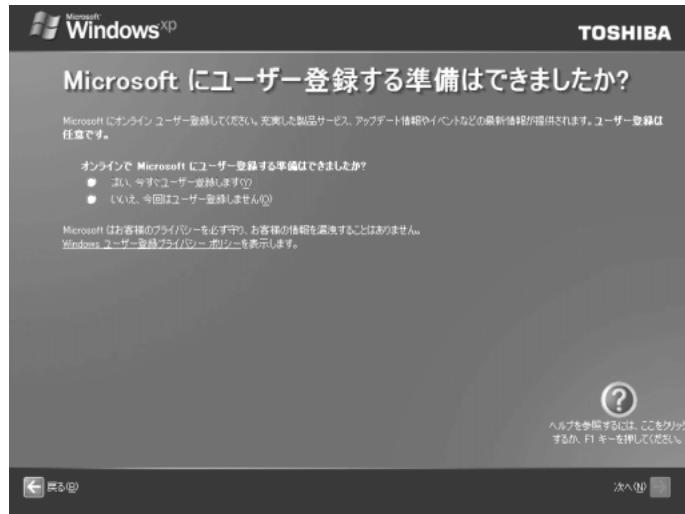 Microsoft
Windows xp
TOSHIBA
Microsoft にユーザー登録する準備はできましたか?
Microsoft にオンライン ユーザー登録してください。充実した製品サービス、アップデート情報やイベントなどの最新情報が提供されます。ユーザー登録は
任意です。
オンラインで Microsoft にユーザー登録する準備はできましたか?
はい、今すぐユーザー登録します(Y)
いいえ、今回はユーザー登録しません(O)
Microsoft はお客様のプライバシーを必ず守り、お客様の情報を漏洩することはありません。
Windows ユーザー登録プライバシー ポリシーを表示します。
?
ヘルプを参照するには、ここをクリック
するか、F1 キーを押してください。
戻る(B)
次へ(N)